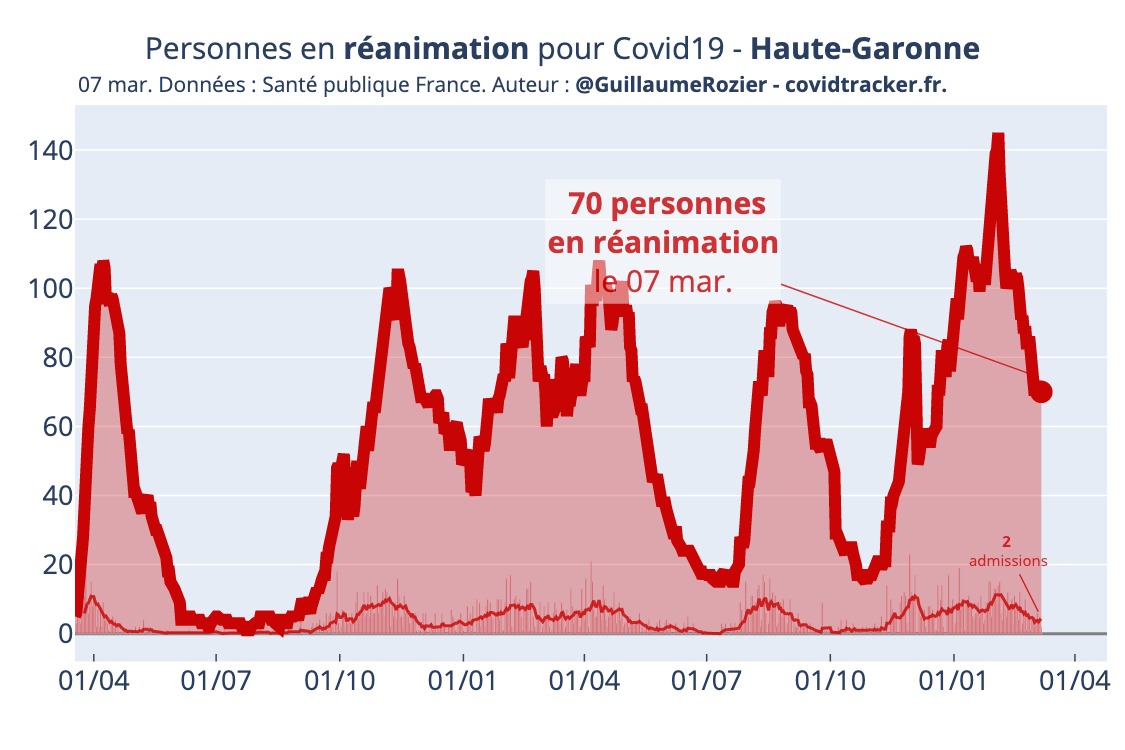 Personnes en réanimation pour Covid19 - Haute-Garonne
07 mar. Données : Santé publique France. Auteur : @GuillaumeRozier - covidtracker.fr.
140
120
100
80
60
40
20
0
70 personnes
en réanimation
le 07 mar.
2
admissions
01/04 01/07 01/10 01/01 01/04 01/07 01/10 01/01 01/04